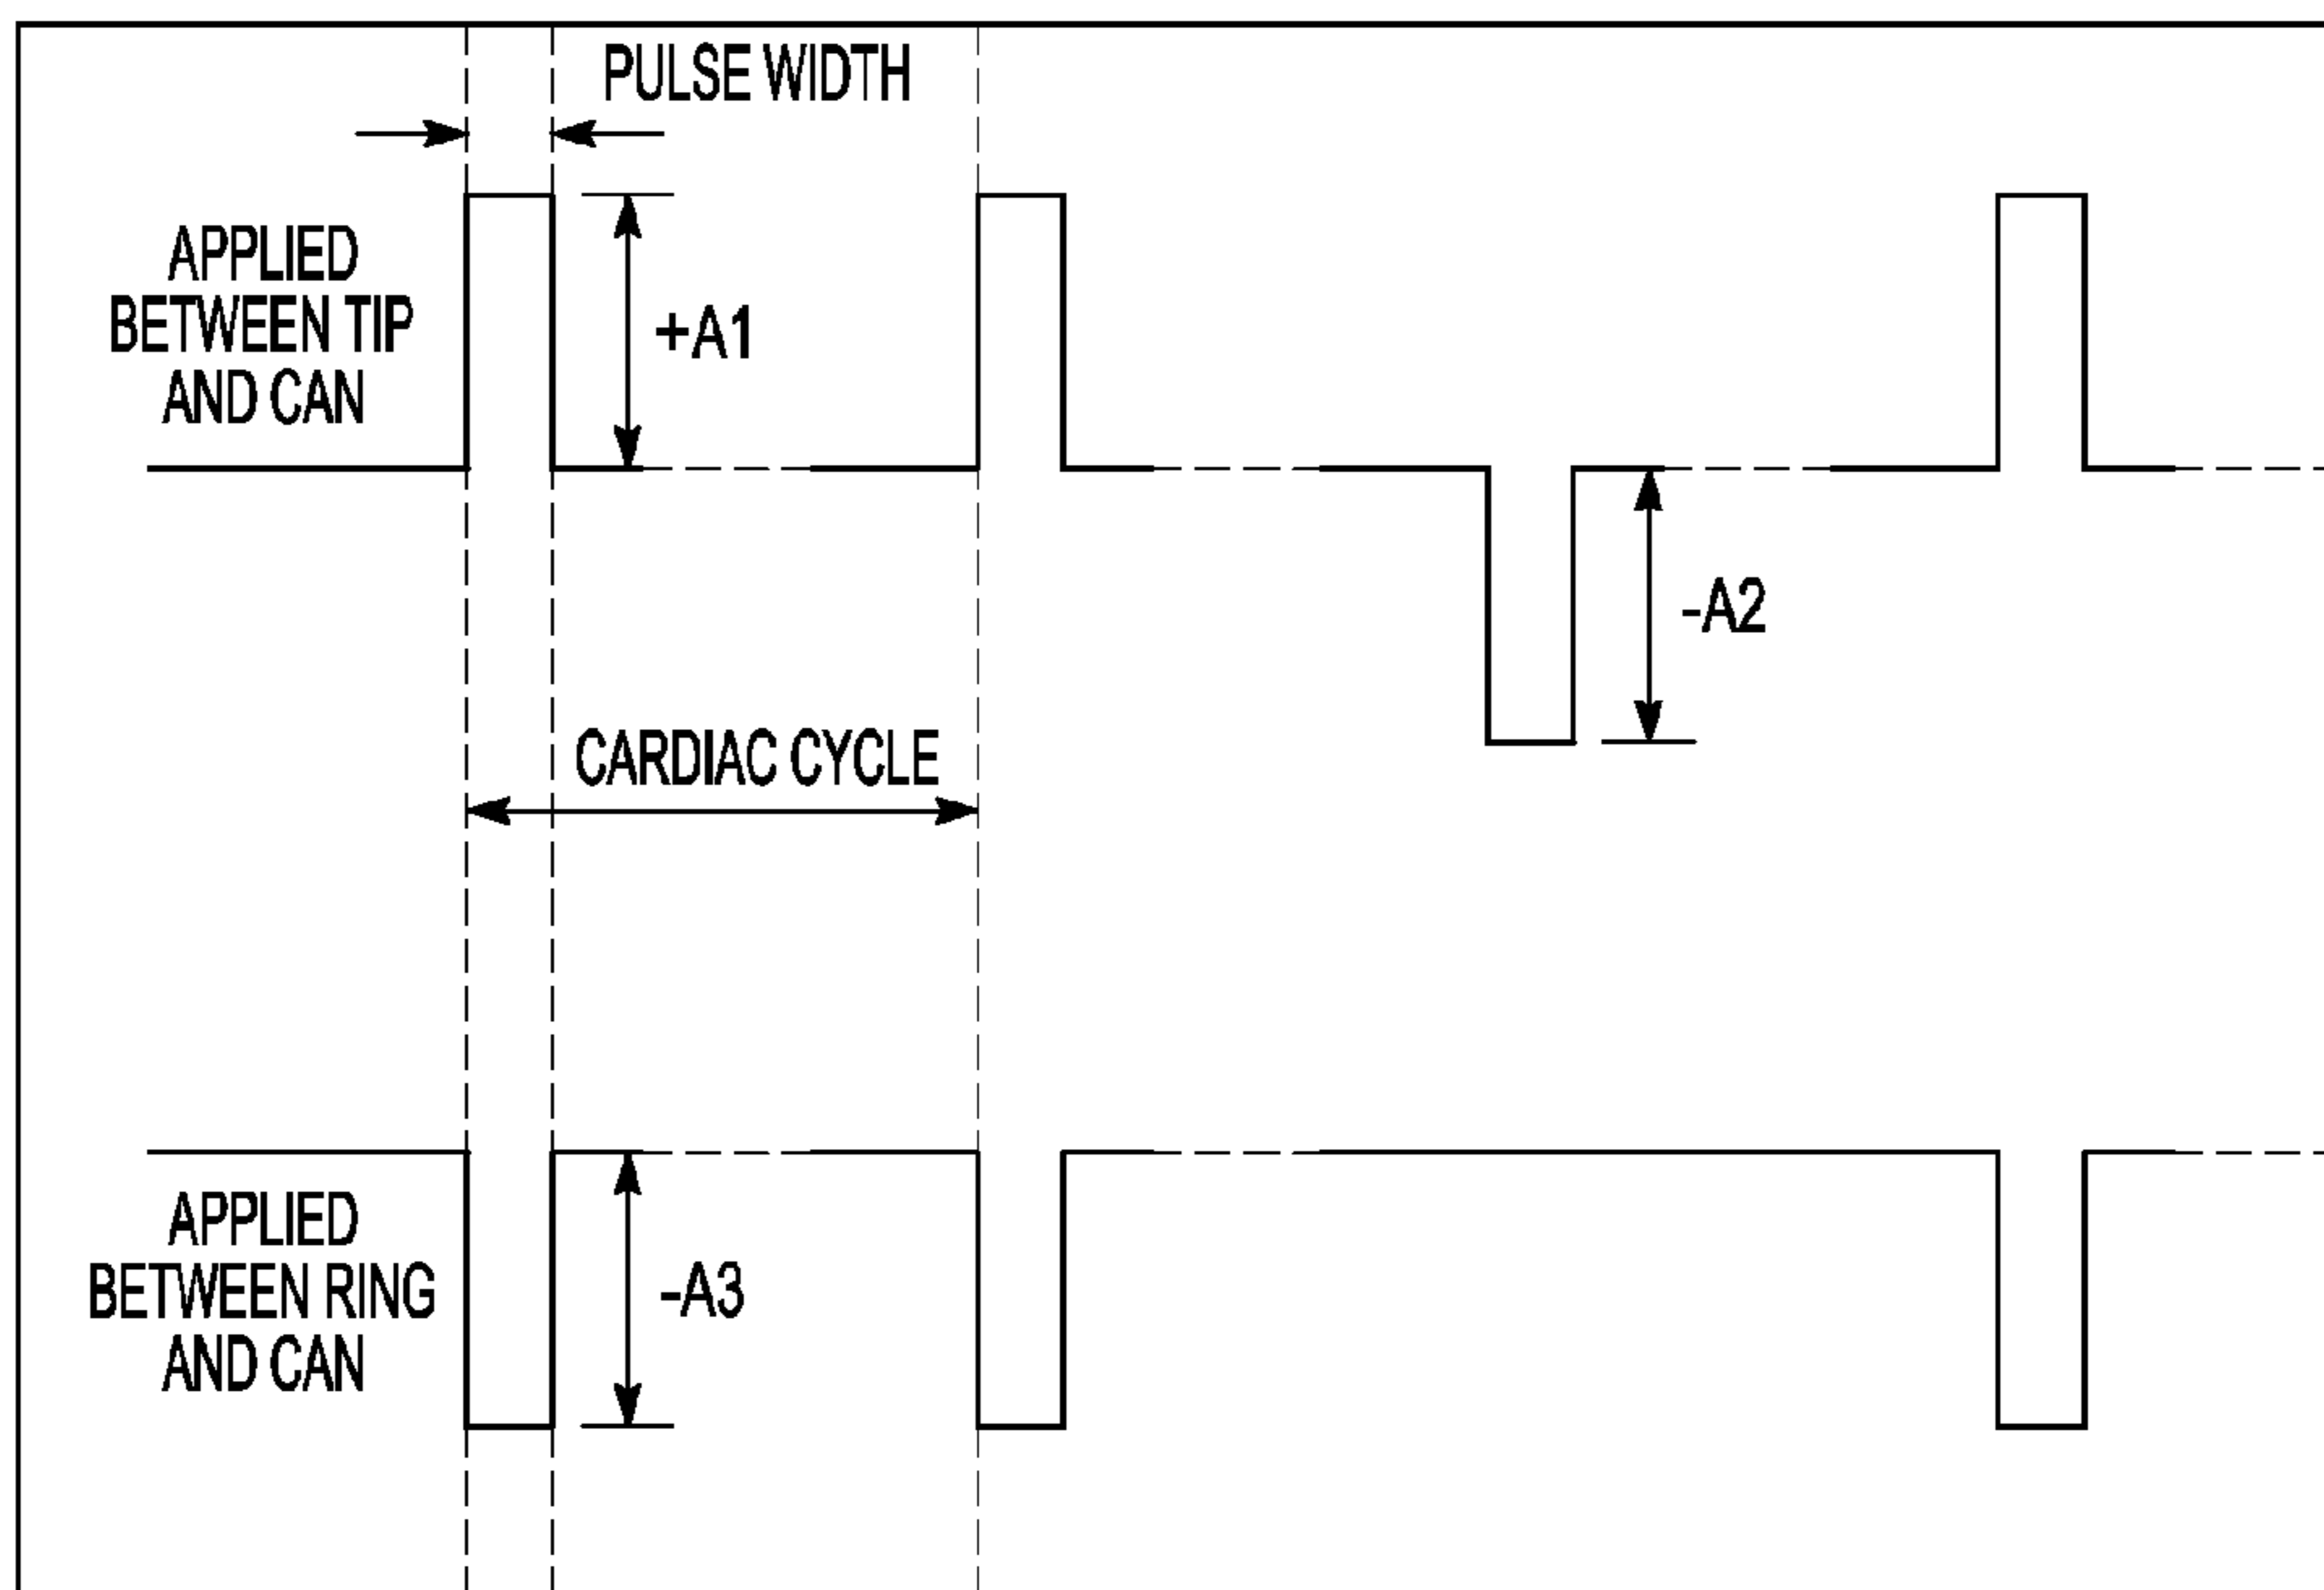 PULSE WIDTH
APPLIED
BETWEEN TIP
AND CAN
+A1
-A2
CARDIAC CYCLE
APPLIED
BETWEEN RING
AND CAN
-A3